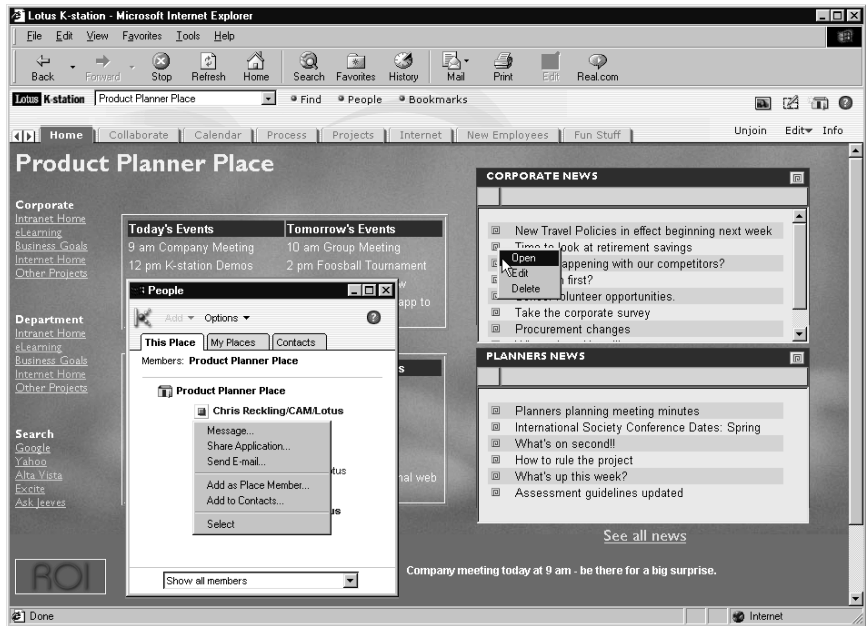 Lotus K-station - Microsoft Internet Explorer
File Edit View Favorites Tools Help
Back Forward Stop Refresh Home Search Favorites History Mail Print Edit Real.com
Lotus K-station Product Planner Place Find People Bookmarks
Home Collaborate Calendar Process Projects Internet New Employees Fun Stuff Unjoin Edit Info
Product Planner Place
Corporate
Intranet Home
eLearning
Business Goals
Internet Home
Other Projects
Department
Intranet Home
eLearning
Business Goals
Internet Home
Other Projects
Search
Google
Yahoo
Alta Vista
Excite
Ask Jeeves
ROI
Today's Events Tomorrow's Events
9 am Company Meeting 10 am Group Meeting
12 pm K-station Demos 2 pm Foosball Tournament
app to
nal web
People
Add Options
This Place My Places Contacts
Members: Product Planner Place
Product Planner Place
Chris Reckling/CAM/Lotus
Message...
Share Application...
Send E-mail...
Add as Place Member...
Add to Contacts...
Select
Show all members
CORPORATE NEWS
New Travel Policies in effect beginning next week
Time to look at retirement savings
appening with our competitors?
first?
volunteer opportunities.
Take the corporate survey
Procurement changes
Open
Edit
Delete
PLANNERS NEWS
Planners planning meeting minutes
International Society Conference Dates: Spring
What's on second!!
How to rule the project
What's up this week?
Assessment guidelines updated
See all news
Company meeting today at 9 am - be there for a big surprise.
Done Internet